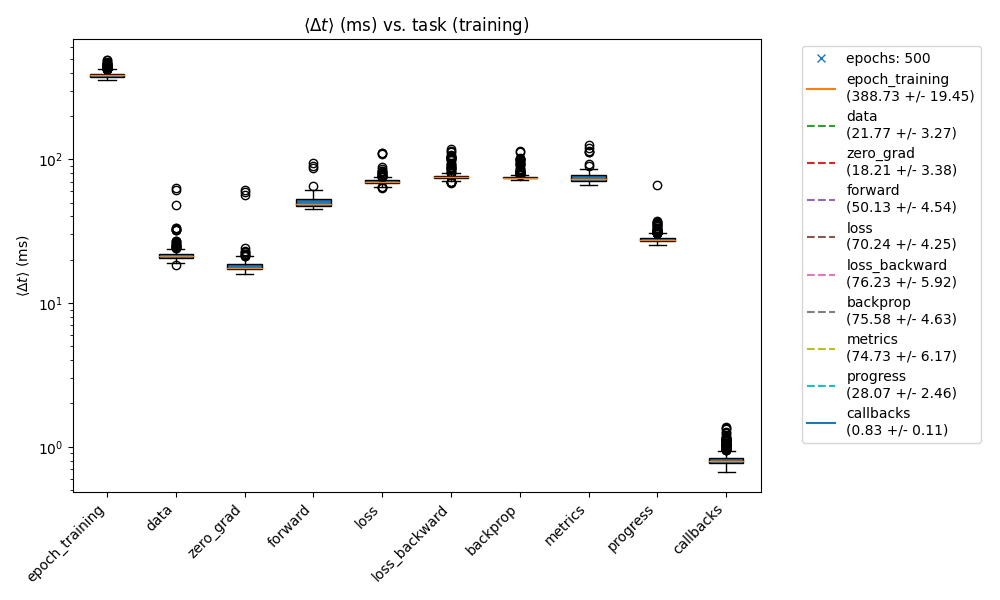 ⟨Δt⟩ (ms) vs. task (training)
⟨Δt⟩ (ms)
10²
10¹
10⁰
epoch_training
data
zero_grad
forward
loss
loss_backward
backprop
metrics
progress
callbacks
epochs: 500
epoch_training
(388.73 +/- 19.45)
data
(21.77 +/- 3.27)
zero_grad
(18.21 +/- 3.38)
forward
(50.13 +/- 4.54)
loss
(70.24 +/- 4.25)
loss_backward
(76.23 +/- 5.92)
backprop
(75.58 +/- 4.63)
metrics
(74.73 +/- 6.17)
progress
(28.07 +/- 2.46)
callbacks
(0.83 +/- 0.11)